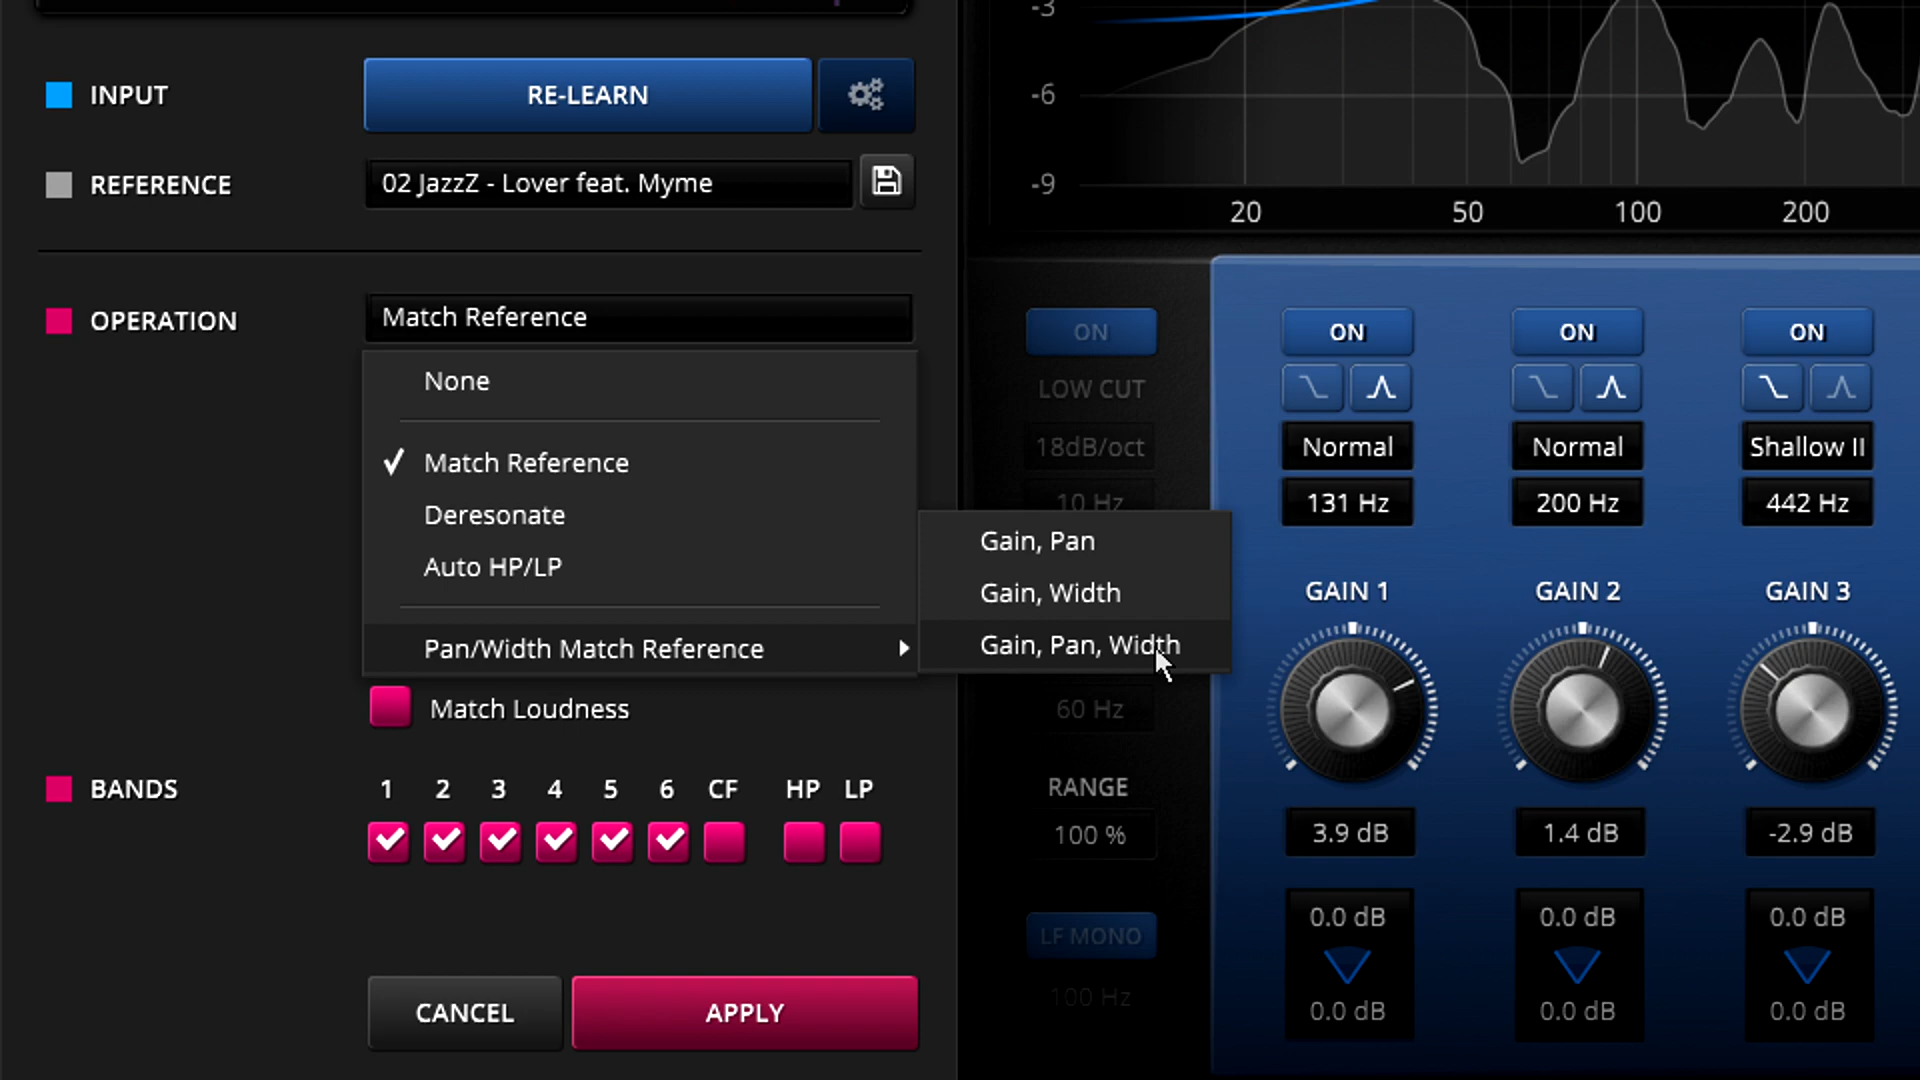 -3
INPUT RE-LEARN
-6
REFERENCE 02 JazzZ - Lover feat. Myme
-9
20 50 100 200
OPERATION Match Reference
None
Match Reference
Deresonate
Auto HP/LP
Pan/Width Match Reference
Gain, Pan
Gain, Width
Gain, Pan, Width
Match Loudness
BANDS 1 2 3 4 5 6 CF HP LP
CANCEL APPLY
ON
LOW CUT
18dB/oct
10 Hz
60 Hz
RANGE
100 %
LF MONO
100 Hz
ON ON ON
Normal Normal Shallow II
131 Hz 200 Hz 442 Hz
GAIN 1 GAIN 2 GAIN 3
3.9 dB 1.4 dB -2.9 dB
0.0 dB 0.0 dB 0.0 dB
0.0 dB 0.0 dB 0.0 dB